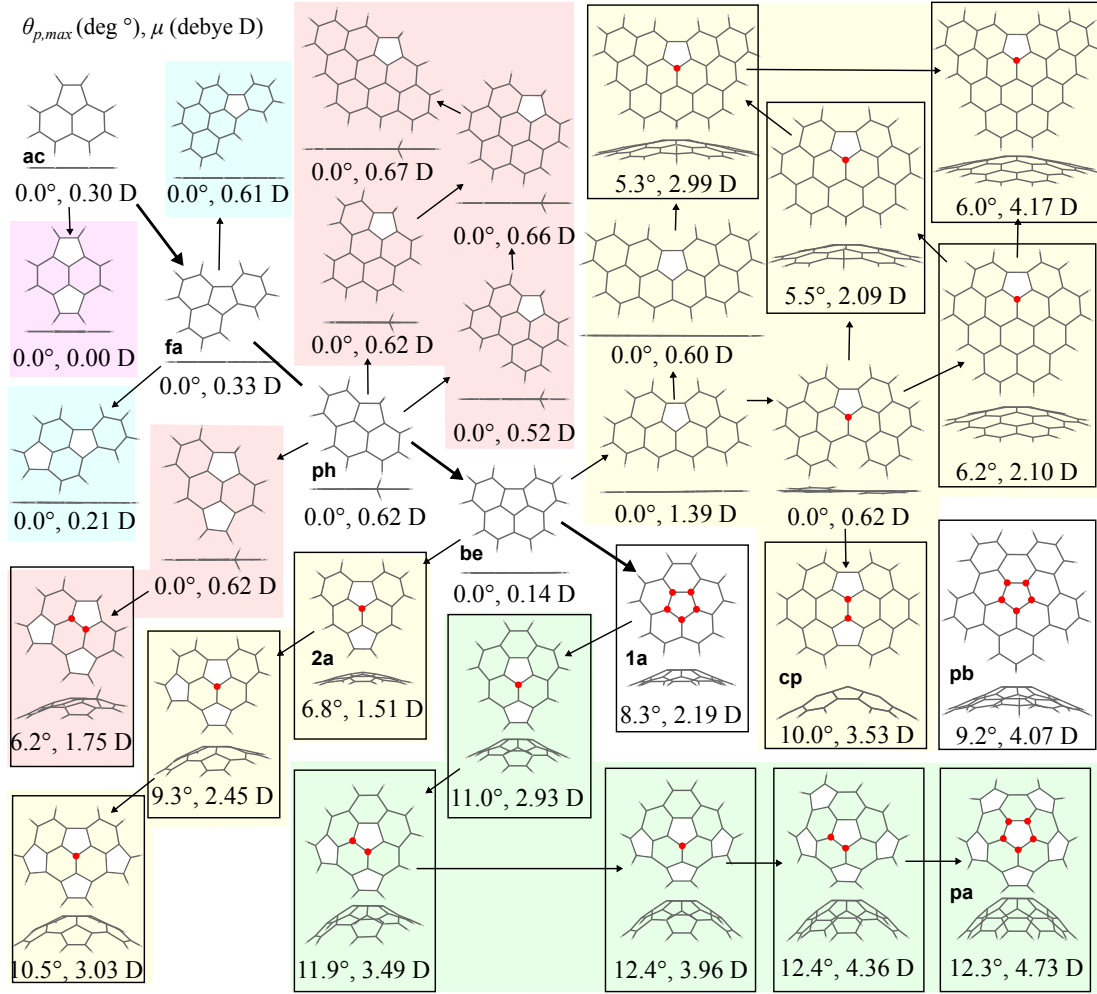 θp,max (deg °), μ (debye D)
ac
0.0°, 0.30 D
0.0°, 0.61 D
0.0°, 0.67 D
0.0°, 0.66 D
5.3°, 2.99 D
6.0°, 4.17 D
0.0°, 0.00 D
fa
0.0°, 0.33 D
0.0°, 0.62 D
0.0°, 0.52 D
0.0°, 0.60 D
5.5°, 2.09 D
0.0°, 0.21 D
0.0°, 0.62 D
ph
0.0°, 0.62 D
be
0.0°, 0.14 D
0.0°, 1.39 D
0.0°, 0.62 D
6.2°, 2.10 D
6.2°, 1.75 D
9.3°, 2.45 D
2a
6.8°, 1.51 D
11.0°, 2.93 D
1a
8.3°, 2.19 D
cp
10.0°, 3.53 D
pb
9.2°, 4.07 D
10.5°, 3.03 D
11.9°, 3.49 D
12.4°, 3.96 D
12.4°, 4.36 D
pa
12.3°, 4.73 D